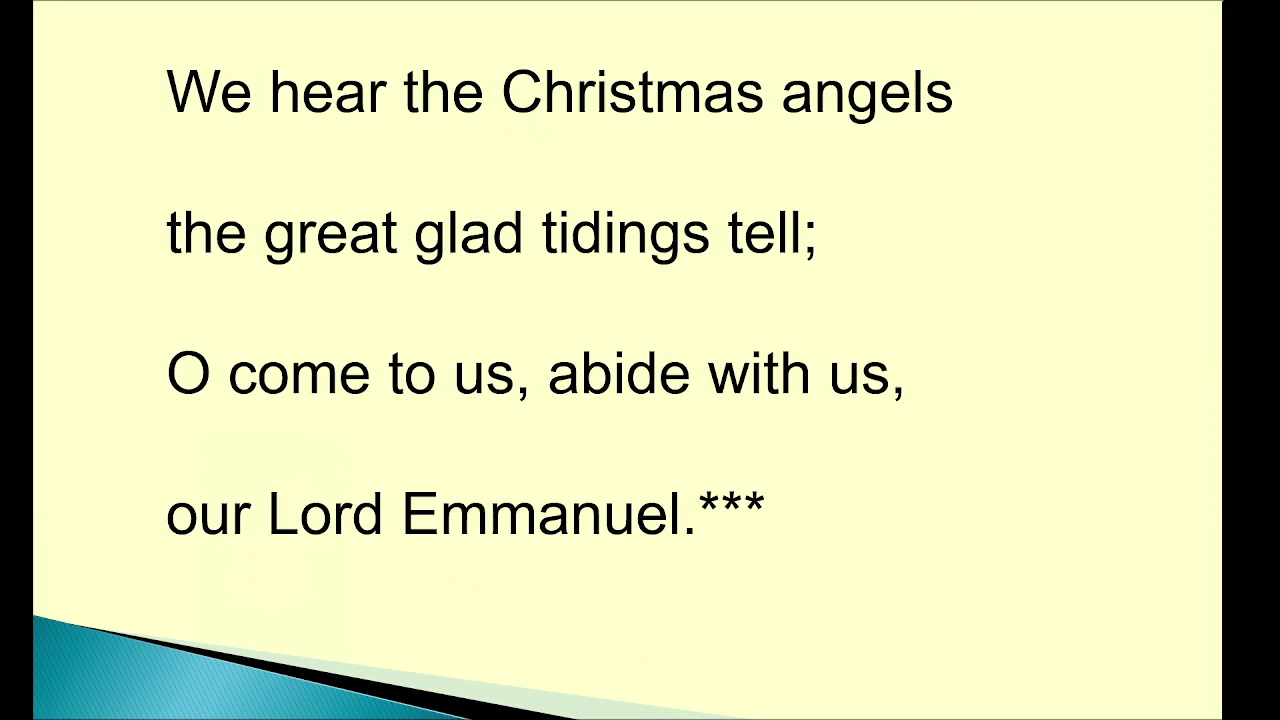 We hear the Christmas angels
the great glad tidings tell;
O come to us, abide with us,
our Lord Emmanuel.***